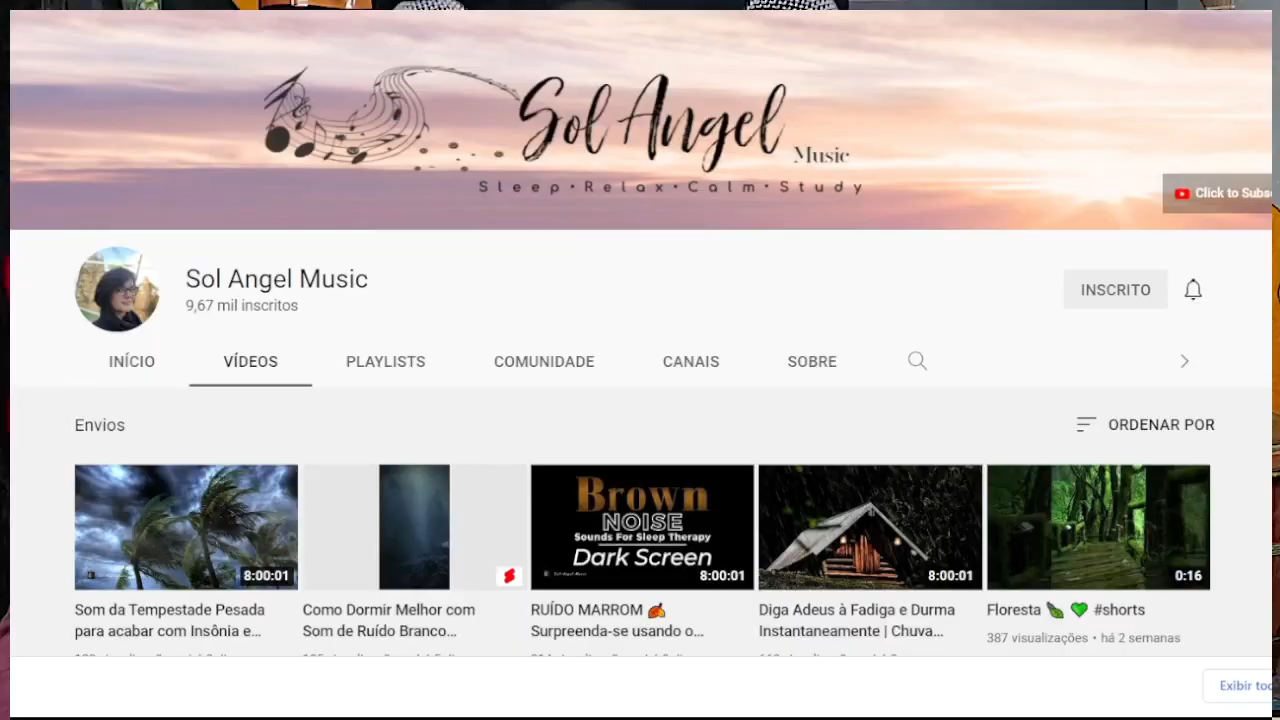 Sol Angel
Music
Sleep•Relax•Calm•Study
Click to Subs
Sol Angel Music
9,67 mil inscritos
INSCRITO
INÍCIO
VÍDEOS
PLAYLISTS
COMUNIDADE
CANAIS
SOBRE
Envios
ORDENAR POR
8:00:01
Brown
NOISE
Sounds For Sleep Therapy
Dark Screen
Sol Angel Music
8:00:01
8:00:01
0:16
Som da Tempestade Pesada
para acabar com Insônia e...
Como Dormir Melhor com
Som de Ruído Branco...
RUÍDO MARROM 🍂
Surpreenda-se usando o...
Diga Adeus à Fadiga e Durma
Instantaneamente | Chuva...
Floresta 🍃 💚 #shorts
387 visualizações • há 2 semanas
Exibir